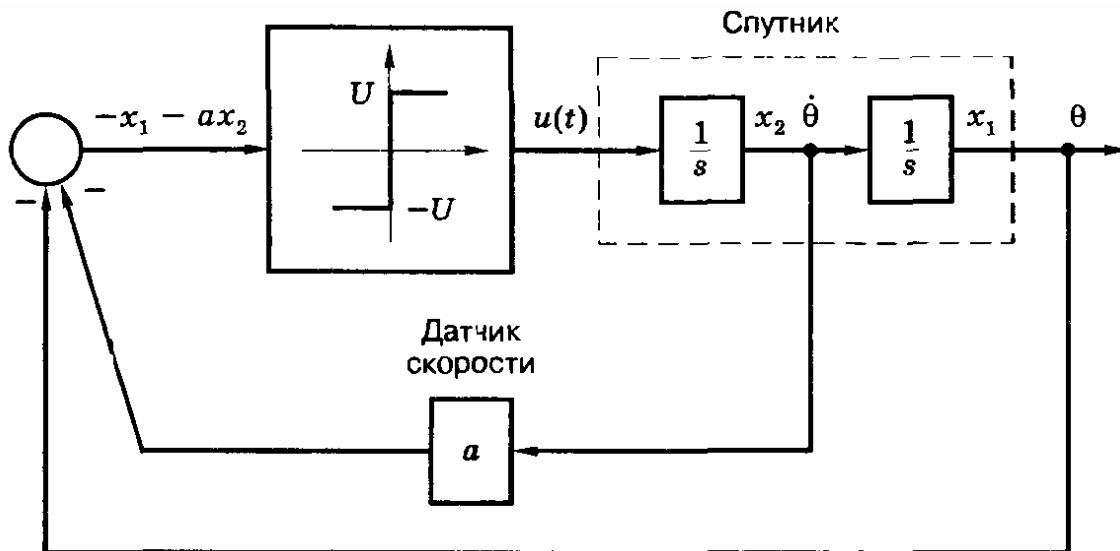 Спутник
U
-x₁ - ax₂
u(t)
1/s
x₂ θ̇
1/s
x₁
θ
-
-
-U
Датчик
скорости
a